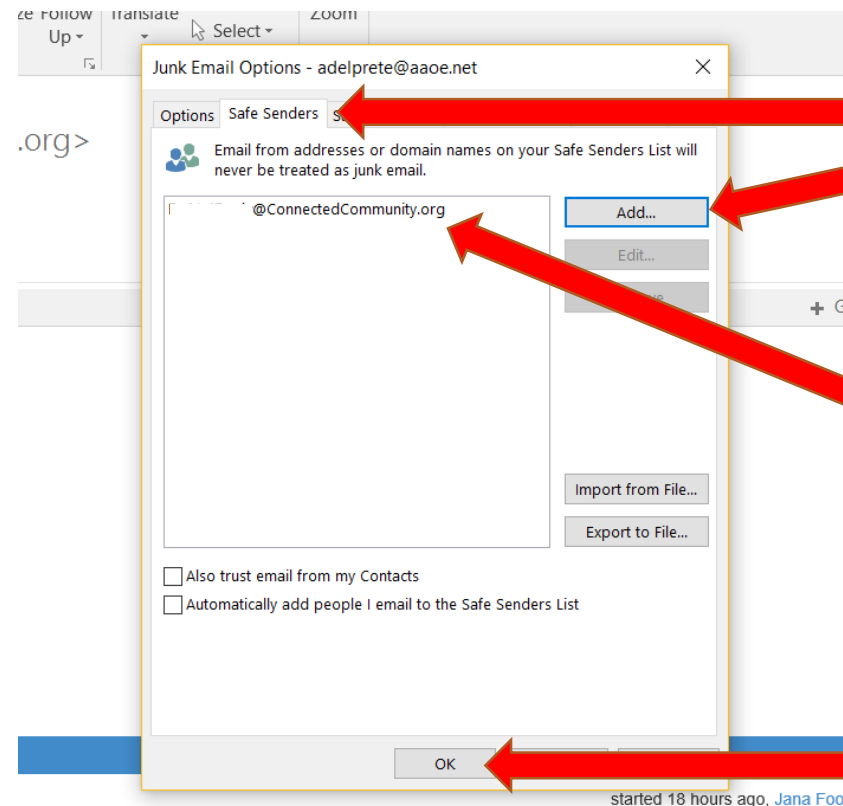 Follow Translate Zoom
Up Select
Junk Email Options - adelprete@aaoe.net
Options Safe Senders
.org>
Email from addresses or domain names on your Safe Senders List will
never be treated as junk email.
@ConnectedCommunity.org
Add...
Edit...
+ G
Import from File...
Export to File...
Also trust email from my Contacts
Automatically add people I email to the Safe Senders List
OK
started 18 hours ago, Jana Foo